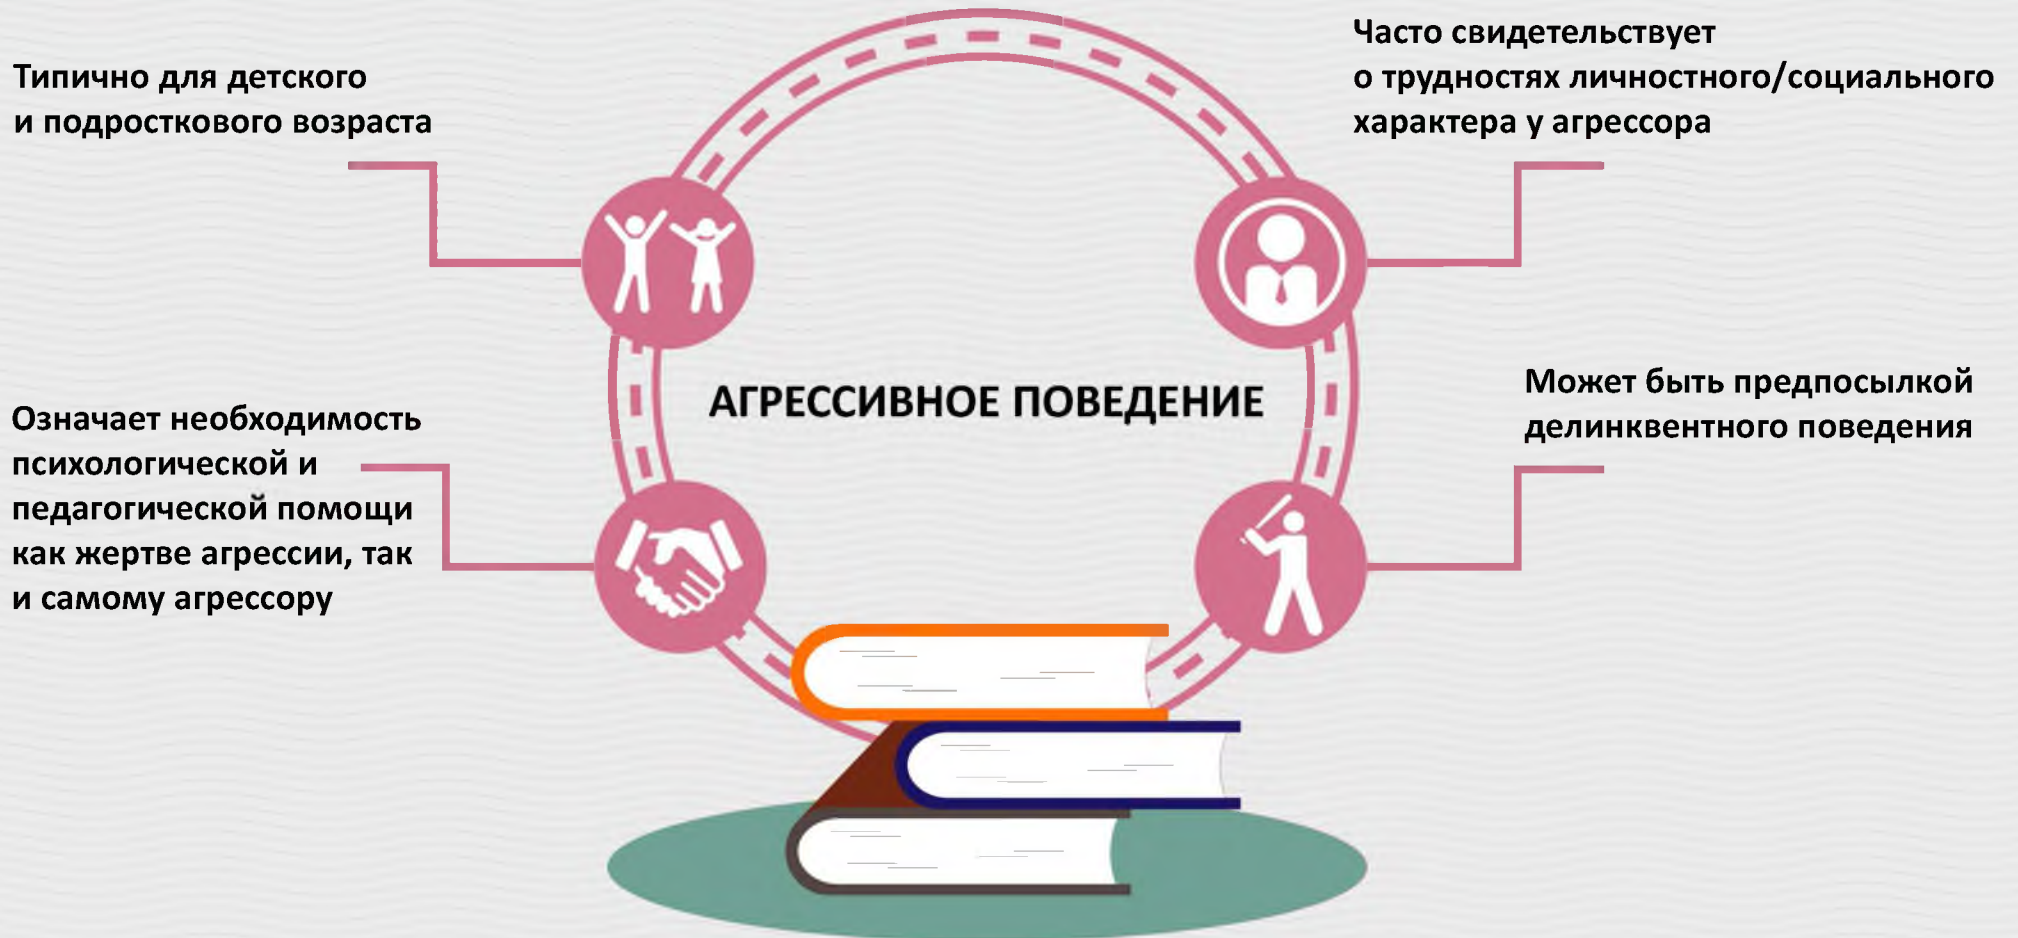 Типично для детского
и подросткового возраста
Часто свидетельствует
о трудностях личностного/социального
характера у агрессора
АГРЕССИВНОЕ ПОВЕДЕНИЕ
Означает необходимость
психологической и
педагогической помощи
как жертве агрессии, так
и самому агрессору
Может быть предпосылкой
делинквентного поведения